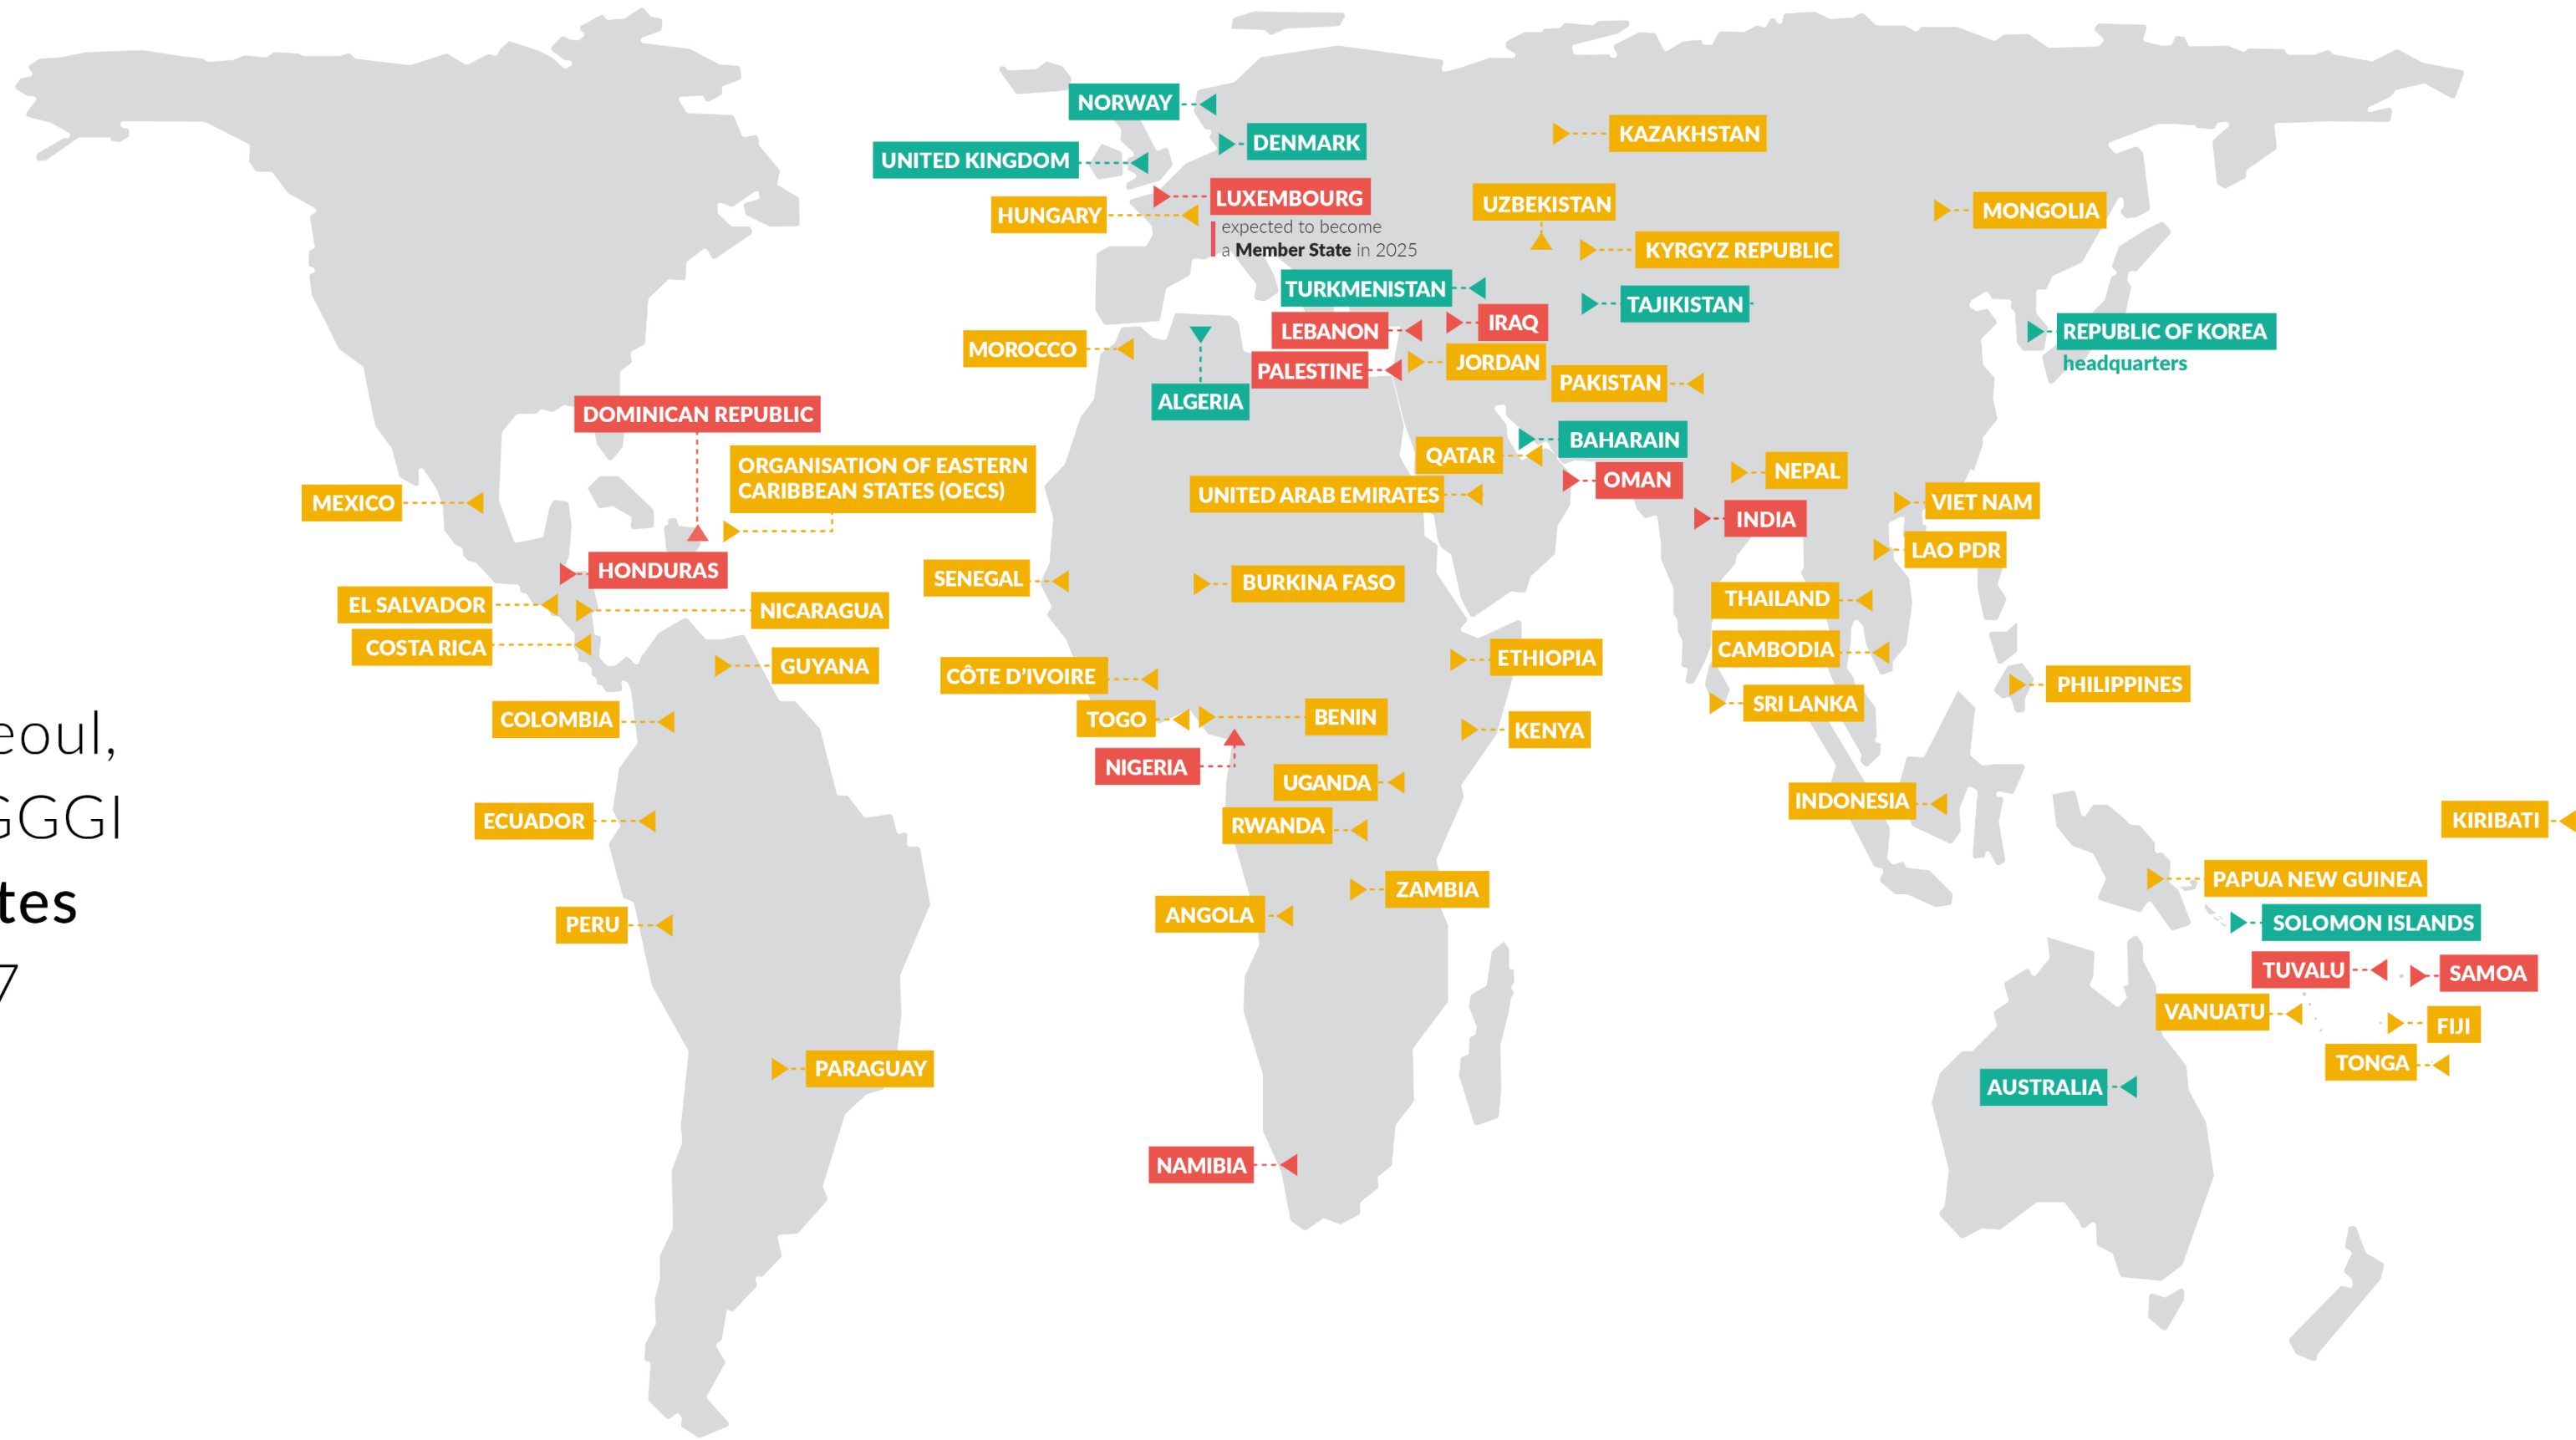 NORWAY
DENMARK
UNITED KINGDOM
KAZAKHSTAN
LUXEMBOURG
expected to become
a Member State in 2025
HUNGARY
UZBEKISTAN
MONGOLIA
KYRGYZ REPUBLIC
TURKMENISTAN
TAJIKISTAN
LEBANON
IRAQ
REPUBLIC OF KOREA
headquarters
MOROCCO
JORDAN
PALESTINE
PAKISTAN
ALGERIA
DOMINICAN REPUBLIC
BAHARAIN
QATAR
ORGANISATION OF EASTERN
CARIBBEAN STATES (OECS)
NEPAL
OMAN
UNITED ARAB EMIRATES
MEXICO
VIET NAM
INDIA
LAO PDR
HONDURAS
SENEGAL
BURKINA FASO
THAILAND
EL SALVADOR
NICARAGUA
COSTA RICA
CAMBODIA
ETHIOPIA
GUYANA
CÔTE D'IVOIRE
PHILIPPINES
SRI LANKA
COLOMBIA
TOGO
BENIN
KENYA
NIGERIA
UGANDA
INDONESIA
ECUADOR
RWANDA
KIRIBATI
PAPUA NEW GUINEA
ZAMBIA
ANGOLA
PERU
SOLOMON ISLANDS
TUVALU
SAMOA
VANUATU
FIJI
TONGA
PARAGUAY
AUSTRALIA
NAMIBIA
eoul,
GGGI
tes
7